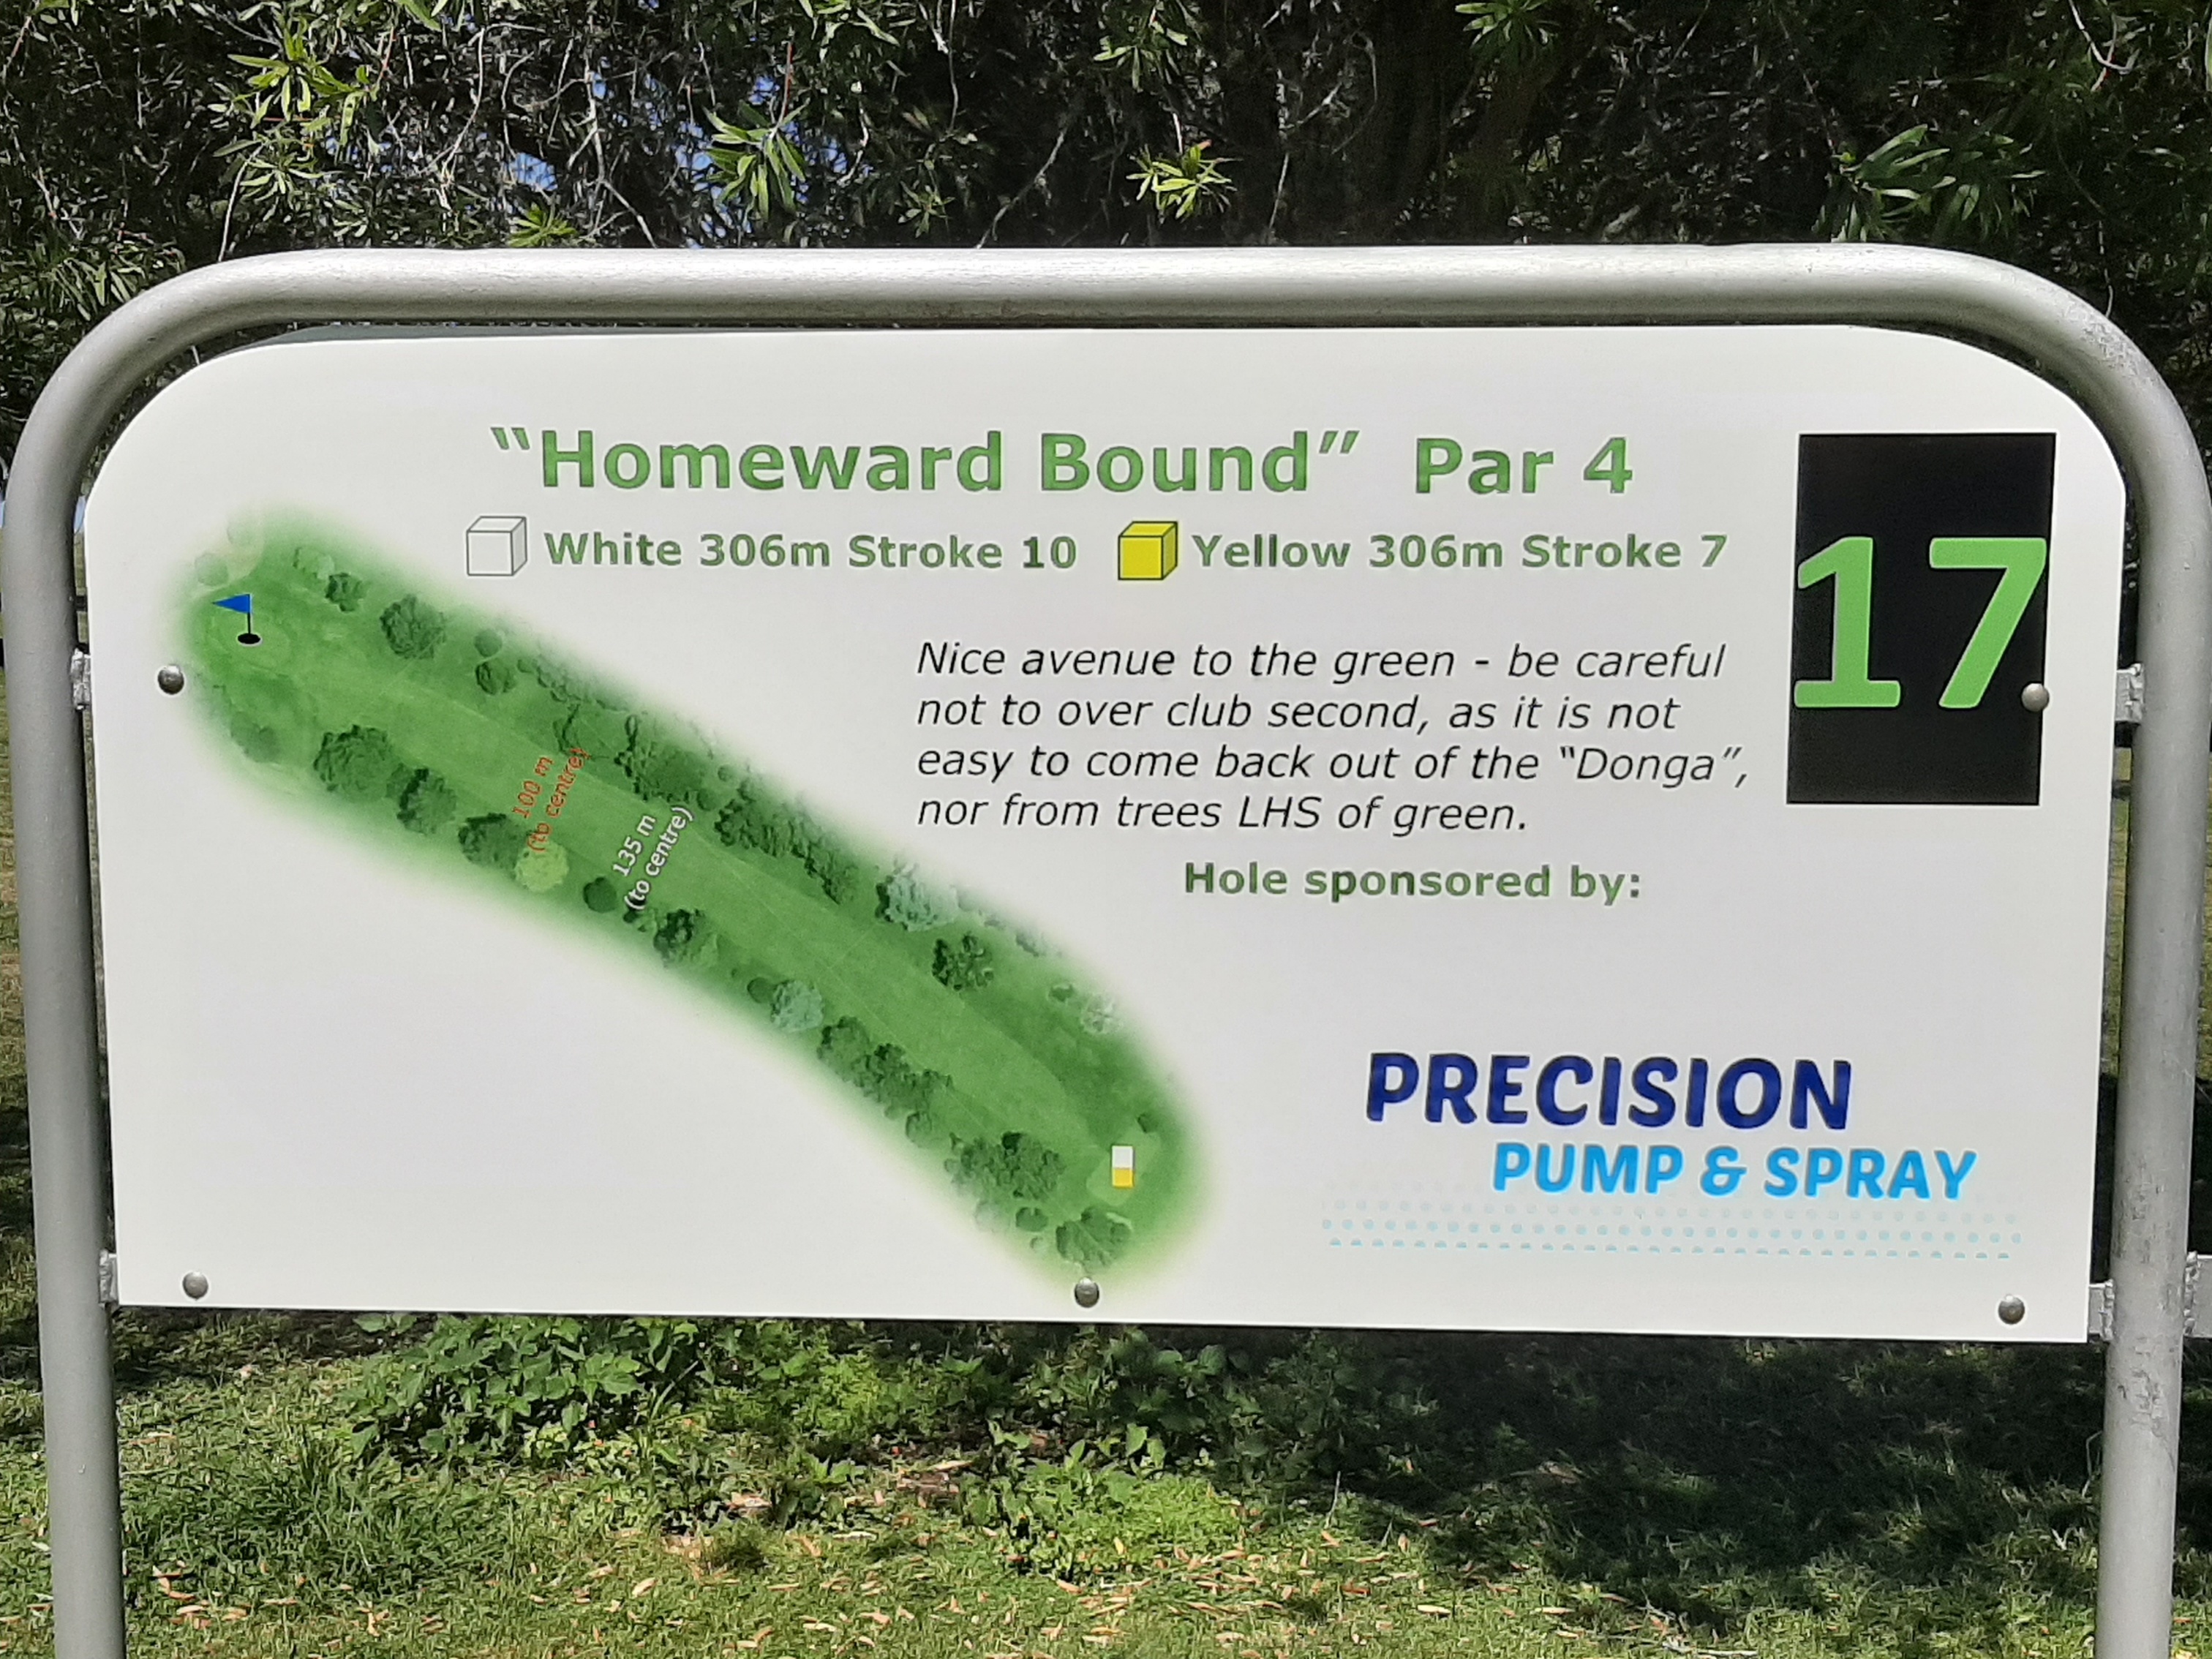 “Homeward Bound” Par 4
White 306m Stroke 10 Yellow 306m Stroke 7
17
Nice avenue to the green - be careful
not to over club second, as it is not
easy to come back out of the “Donga”,
nor from trees LHS of green.
100 m
(to centre)
135 m
(to centre)
Hole sponsored by:
PRECISION
PUMP & SPRAY